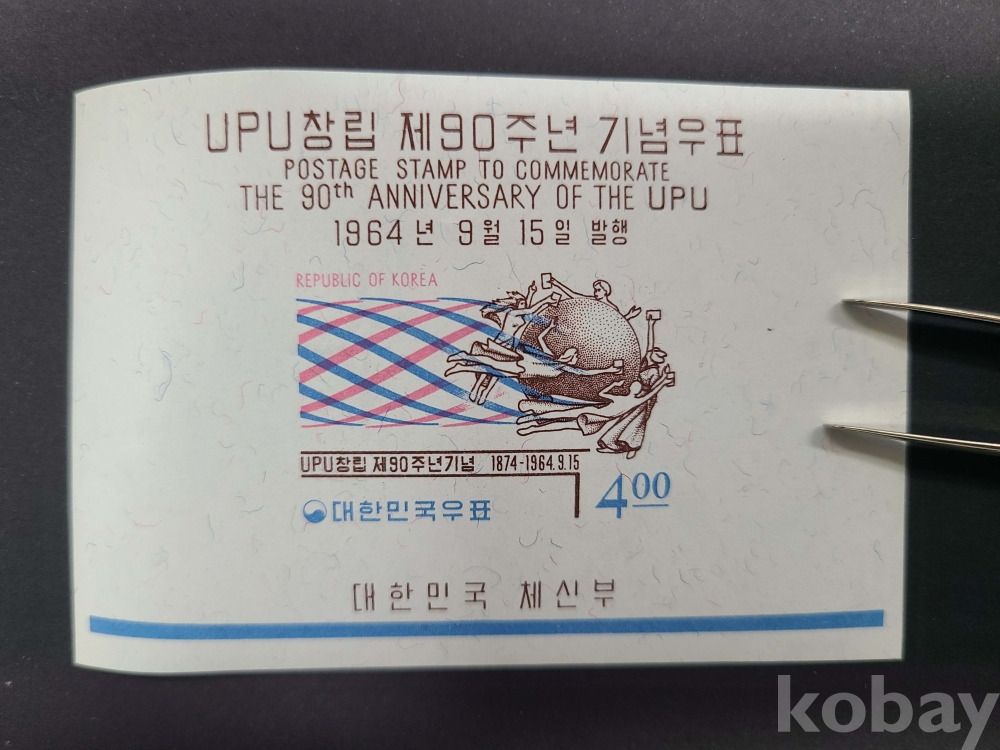 UPU창립 제90주년 기념우표
POSTAGE STAMP TO COMMEMORATE
THE 90th ANNIVERSARY OF THE UPU
1964년 9월 15일 발행
REPUBLIC OF KOREA
UPU창립 제90주년기념 1874-1964.9.15
대한민국우표 400
대한민국 체신부
kobay